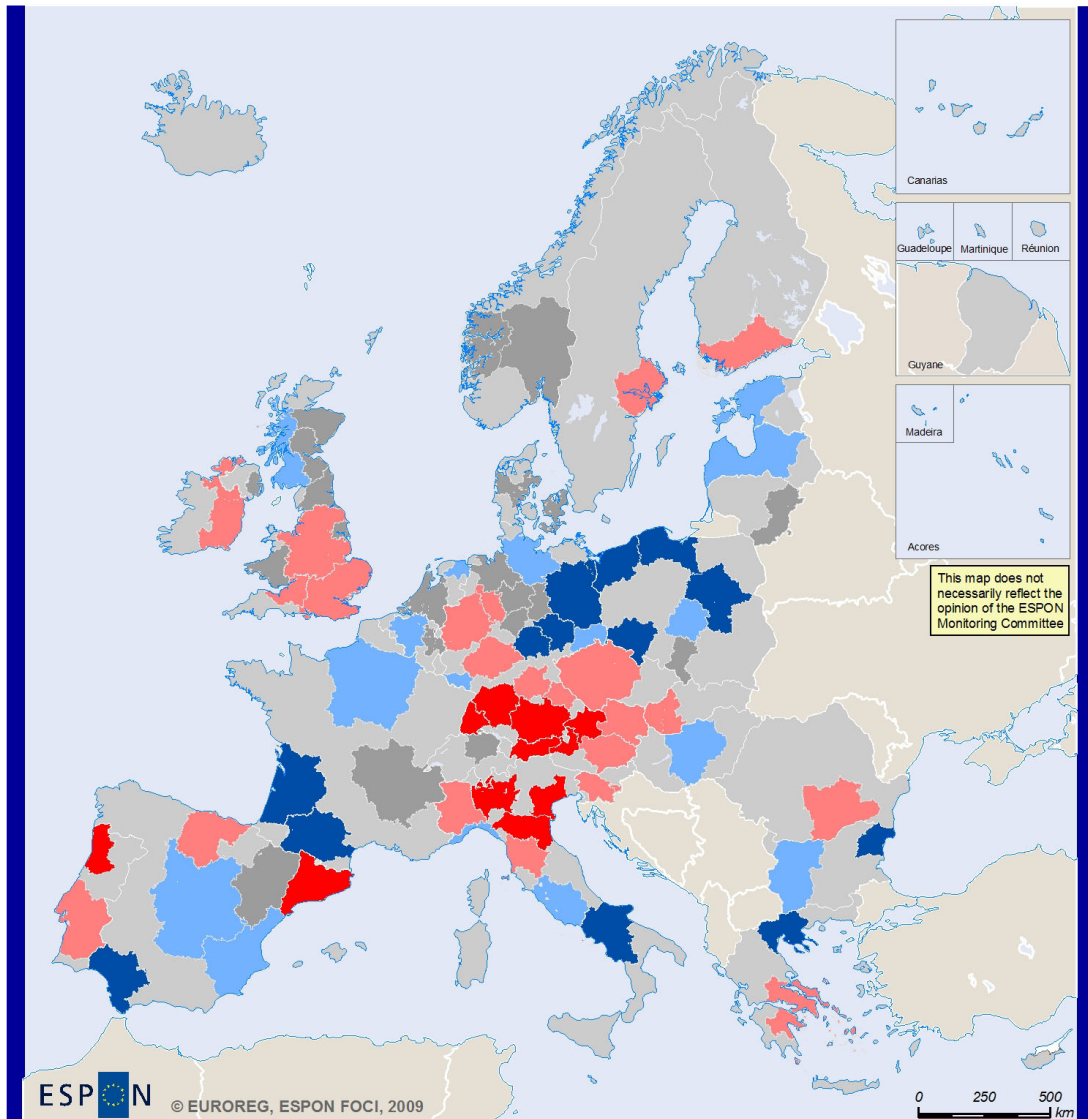 Canarias
Guadeloupe
Martinique
Réunion
Guyane
Madeira
Acores
This map does not
necessarily reflect the
opinion of the ESPON
Monitoring Committee
ESPON
© EUROREG, ESPON FOCI, 2009
0 250 500
km